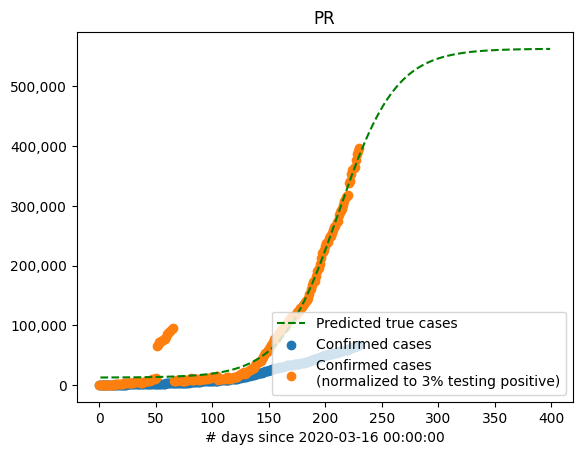 PR
500,000
400,000
300,000
200,000
100,000
0
Predicted true cases
Confirmed cases
Confirmed cases
(normalized to 3% testing positive)
0 50 100 150 200 250 300 350 400
# days since 2020-03-16 00:00:00